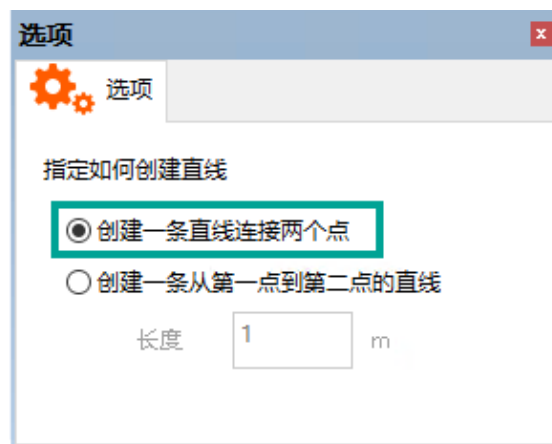 选项
选项
指定如何创建直线
创建一条直线连接两个点
创建一条从第一点到第二点的直线
长度 1 m